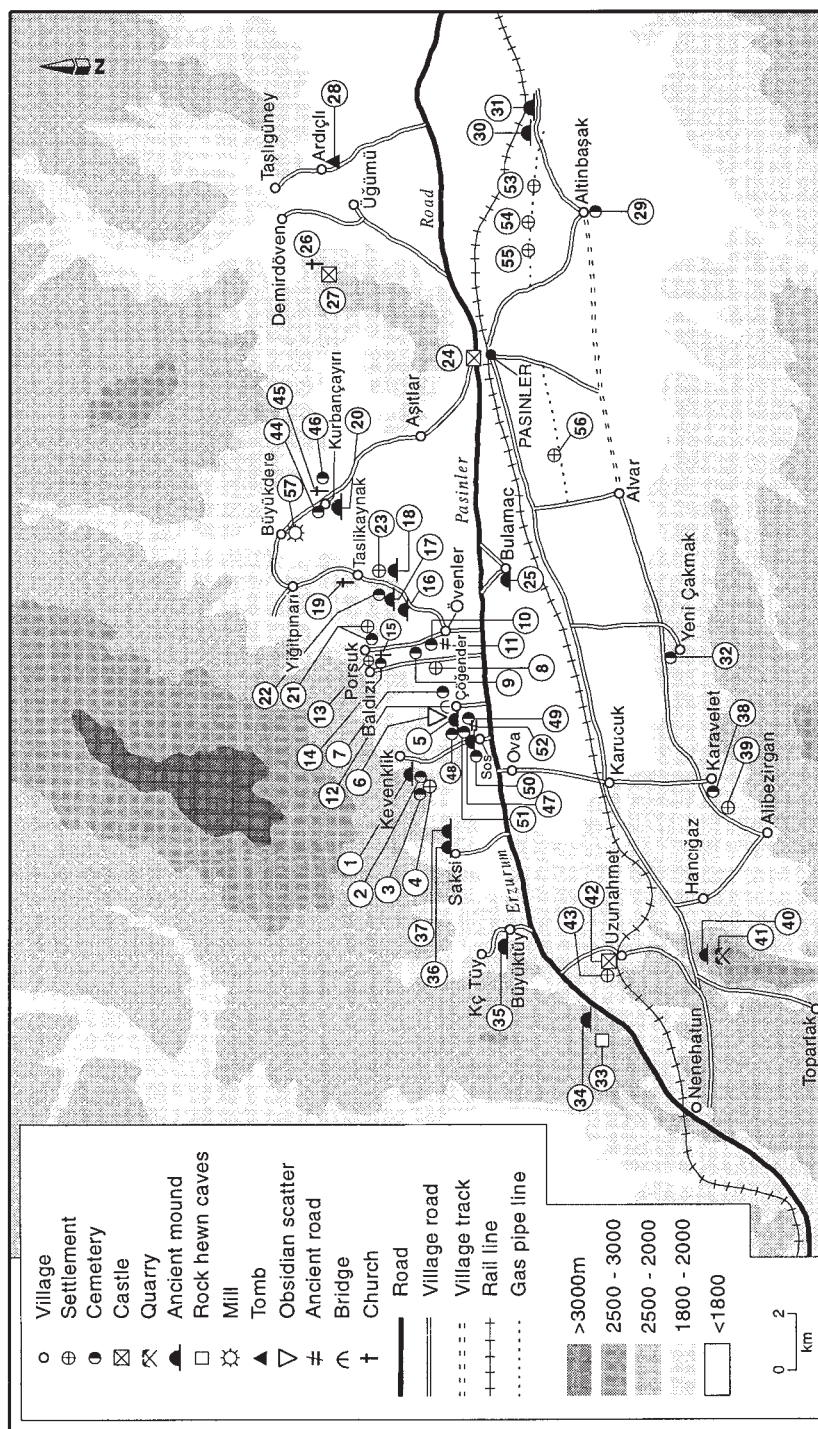 N
Village
Settlement
Cemetery
Castle
Quarry
Ancient mound
Rock hewn caves
Mill
Tomb
Obsidian scatter
Ancient road
Bridge
Church
Road
Village road
Village track
Rail line
Gas pipe line
>3000m
2500 - 3000
2500 - 2000
1800 - 2000
<1800
0 2
km
Taşlıgüney
Ardıçlı
28
Üğümü
Demirdöven
26
27
Road
31
30
53
54
55
Altinbaşak
29
24
PASINLER
45
44
46
Kurbançayırı
20
Büyükdere
57
Aşıtlar
Pasinler
56
Alvar
Yiğitpınarı
Taslikaynak
23
18
17
16
19
22
21
15
Övenler
Bulamaç
25
Porsuk
Baldızi
13
14
10
11
8
9
Yeni Çakmak
32
Çögender
7
12
6
5
49
52
48
Sos
50
47
51
Ova
Kevenklik
1
2
3
4
Karucuk
Karavelet
38
39
Alibezirgan
Saksi
37
36
Erzurum
Hancığaz
Kç Tüy
Büyüktüy
35
43
42
Uzunahmet
40
41
34
33
Nenehatun
Toparlak